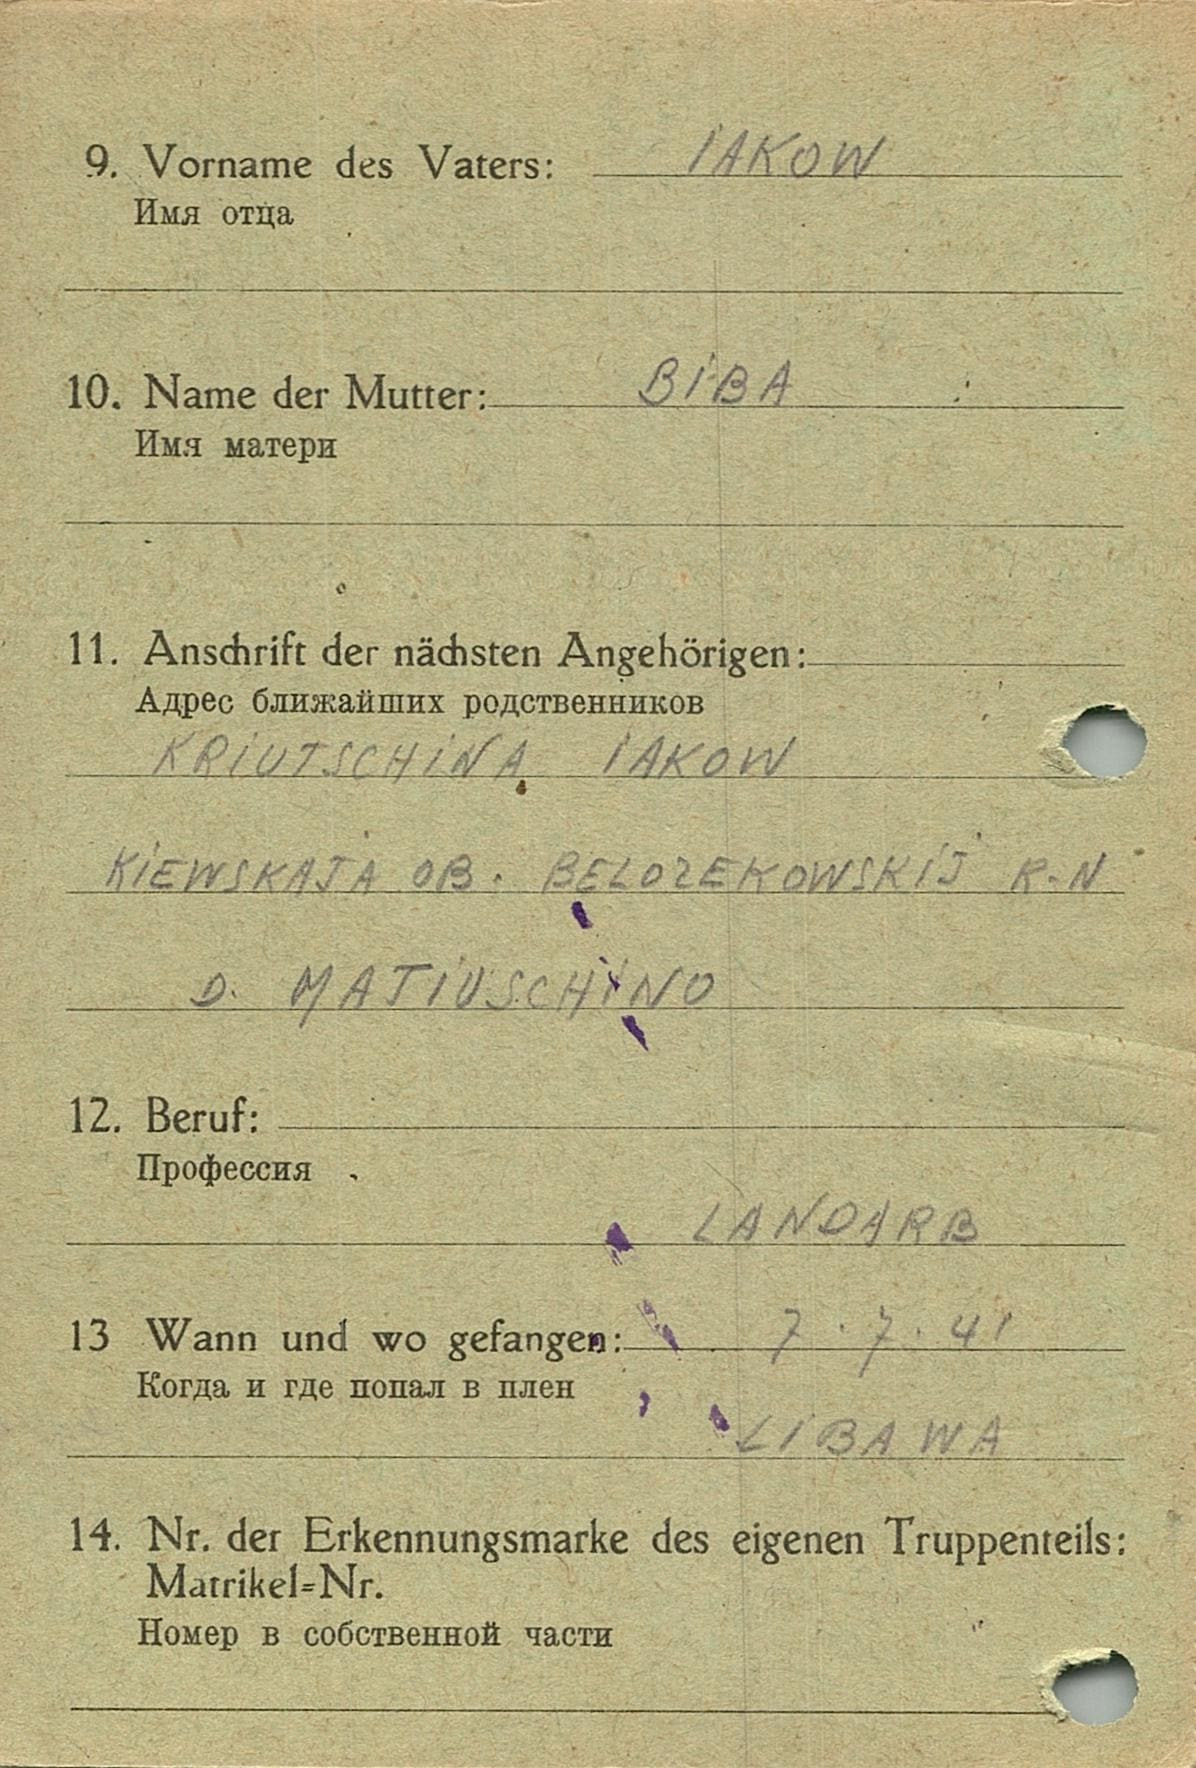 9. Vorname des Vaters: IAKOW
Имя отца
10. Name der Mutter: BIBA
Имя матери
11. Anschrift der nächsten Angehörigen:
Адрес ближайших родственников
KRIUTSCHINA IAKOW
KIEWSKAJA OB. BELOZEKOWSKIJ R-N
D. MATIUSCHINO
12. Beruf:
Профессия
LANDARB
13 Wann und wo gefangen: 7.7.41
Когда и где попал в плен
LIBAWA
14. Nr. der Erkennungsmarke des eigenen Truppenteils:
Matrikel=Nr.
Номер в собственной части